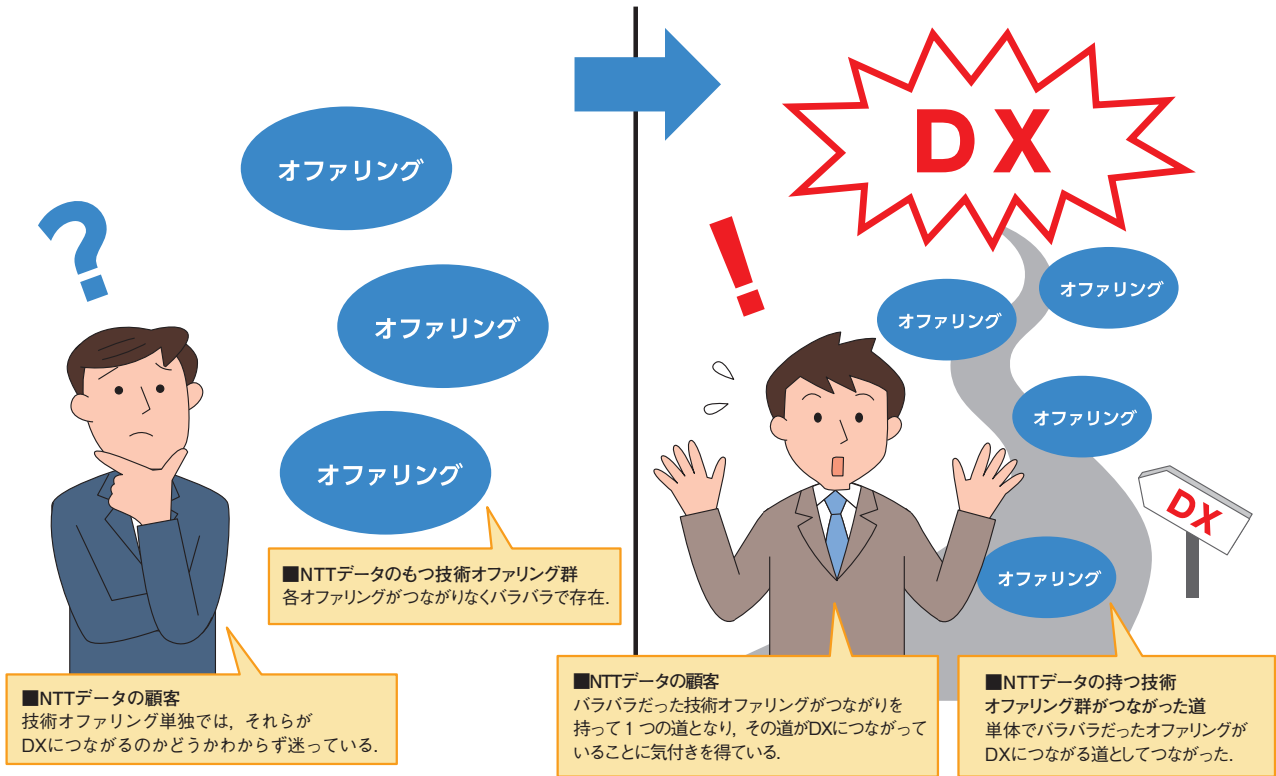 ?
オファリング
オファリング
オファリング
■NTTデータのもつ技術オファリング群
各オファリングがつながりなくバラバラで存在.
■NTTデータの顧客
技術オファリング単独では，それらが
DXにつながるのかどうかわからず迷っている.
DX
!
オファリング
オファリング
オファリング
DX
オファリング
■NTTデータの顧客
バラバラだった技術オファリングがつながりを
持って1つの道となり，その道がDXにつながって
いることに気付きを得ている.
■NTTデータの持つ技術
オファリング群がつながった道
単体でバラバラだったオファリングが
DXにつながる道としてつながった.